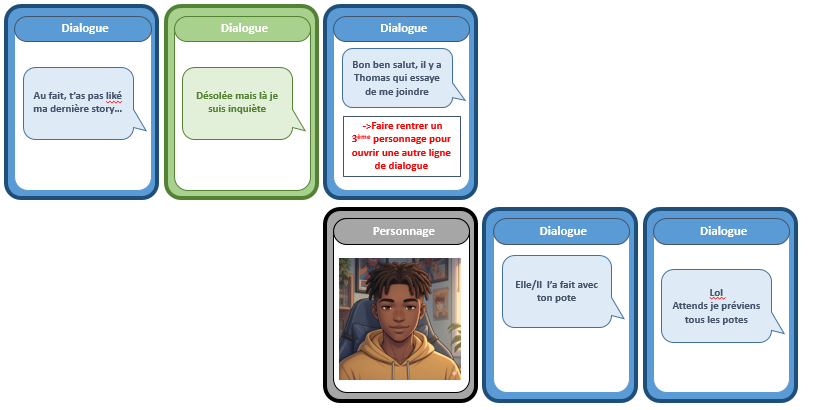 Dialogue
Au fait, t'as pas liké
ma dernière story...
Dialogue
Désolée mais là je
suis inquiète
Dialogue
Bon ben salut, il y a
Thomas qui essaye
de me joindre
->Faire rentrer un
3ème personnage pour
ouvrir une autre ligne
de dialogue
Personnage
Dialogue
Elle/Il l'a fait avec
ton pote
Dialogue
Lol
Attends je préviens
tous les potes